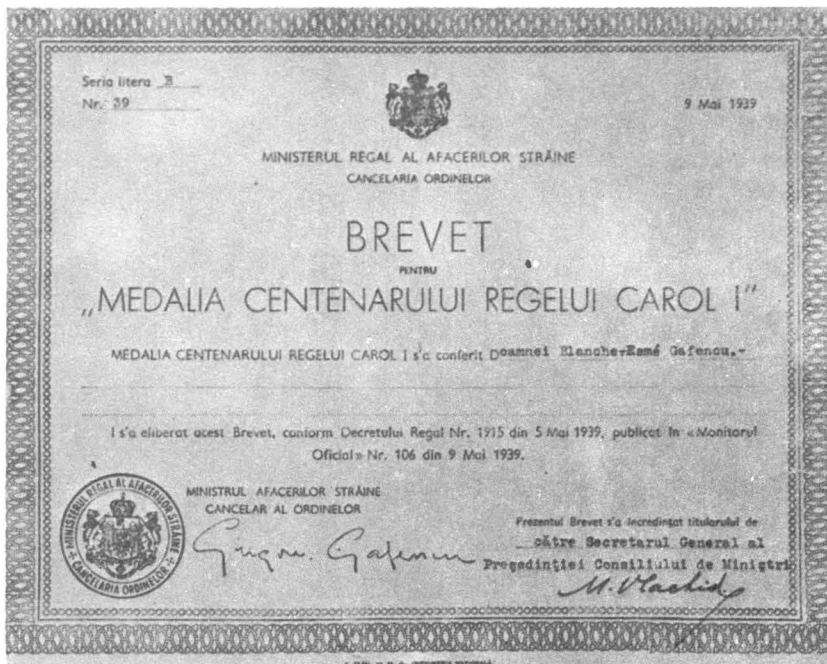 Seria litera B
Nr. 39
9 Mai 1939
MINISTERUL REGAL AL AFACERILOR STRĂINE
CANCELARIA ORDINELOR
BREVET
PENTRU
„MEDALIA CENTENARULUI REGELUI CAROL I”
MEDALIA CENTENARULUI REGELUI CAROL I s'a conferit Doamnei Blanche-Ramé Gafencu.-
I s'a eliberat acest Brevet, conform Decretului Regal Nr. 1915 din 5 Mai 1939, publicat în «Monitorul
Oficial» Nr. 106 din 9 Mai 1939.
MINISTERUL REGAL AL AFACERILOR STRĂINE
CANCELARIA ORDINELOR
MINISTRUL AFACERILOR STRĂINE
CANCELAR AL ORDINELOR
Grigore Gafencu
Prezentul Brevet s'a încredințat titularului de
către Secretarul General al
Președinției Consiliului de Miniștri